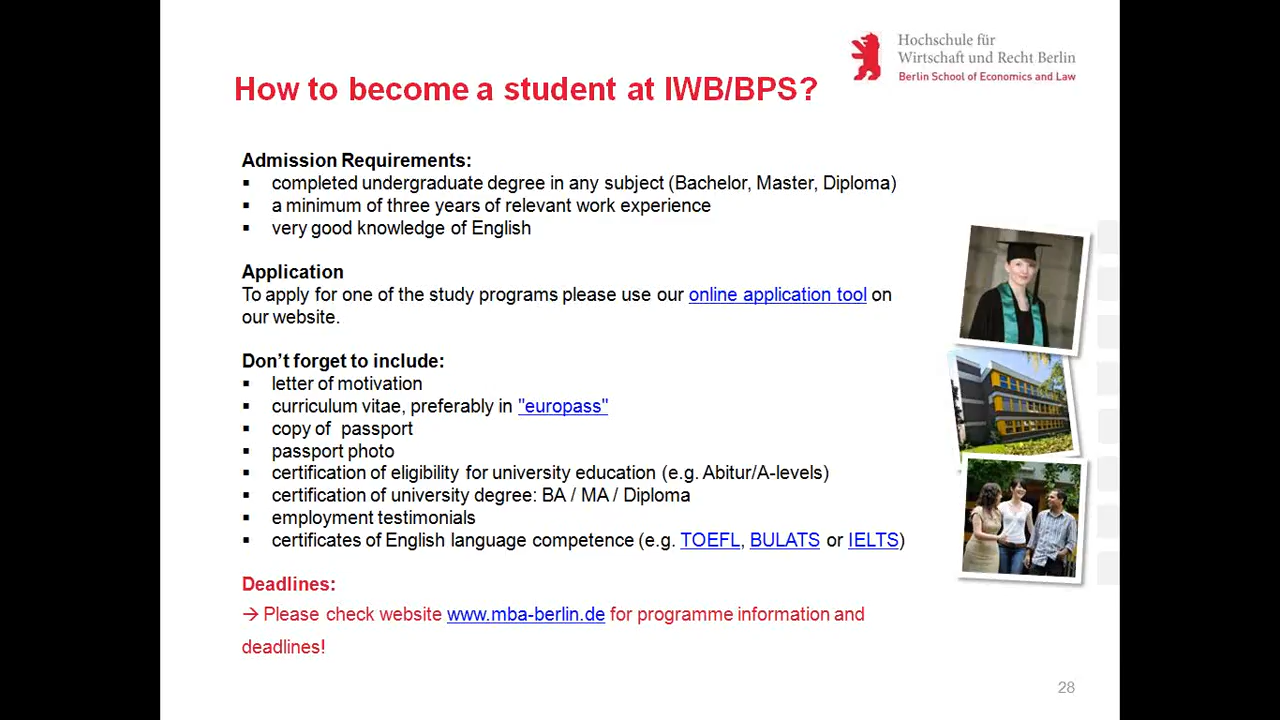 Hochschule für
Wirtschaft und Recht Berlin
Berlin School of Economics and Law
How to become a student at IWB/BPS?
Admission Requirements:
▪ completed undergraduate degree in any subject (Bachelor, Master, Diploma)
▪ a minimum of three years of relevant work experience
▪ very good knowledge of English
Application
To apply for one of the study programs please use our online application tool on
our website.
Don't forget to include:
▪ letter of motivation
▪ curriculum vitae, preferably in "europass"
▪ copy of passport
▪ passport photo
▪ certification of eligibility for university education (e.g. Abitur/A-levels)
▪ certification of university degree: BA / MA / Diploma
▪ employment testimonials
▪ certificates of English language competence (e.g. TOEFL, BULATS or IELTS)
Deadlines:
→ Please check website www.mba-berlin.de for programme information and
deadlines!
28